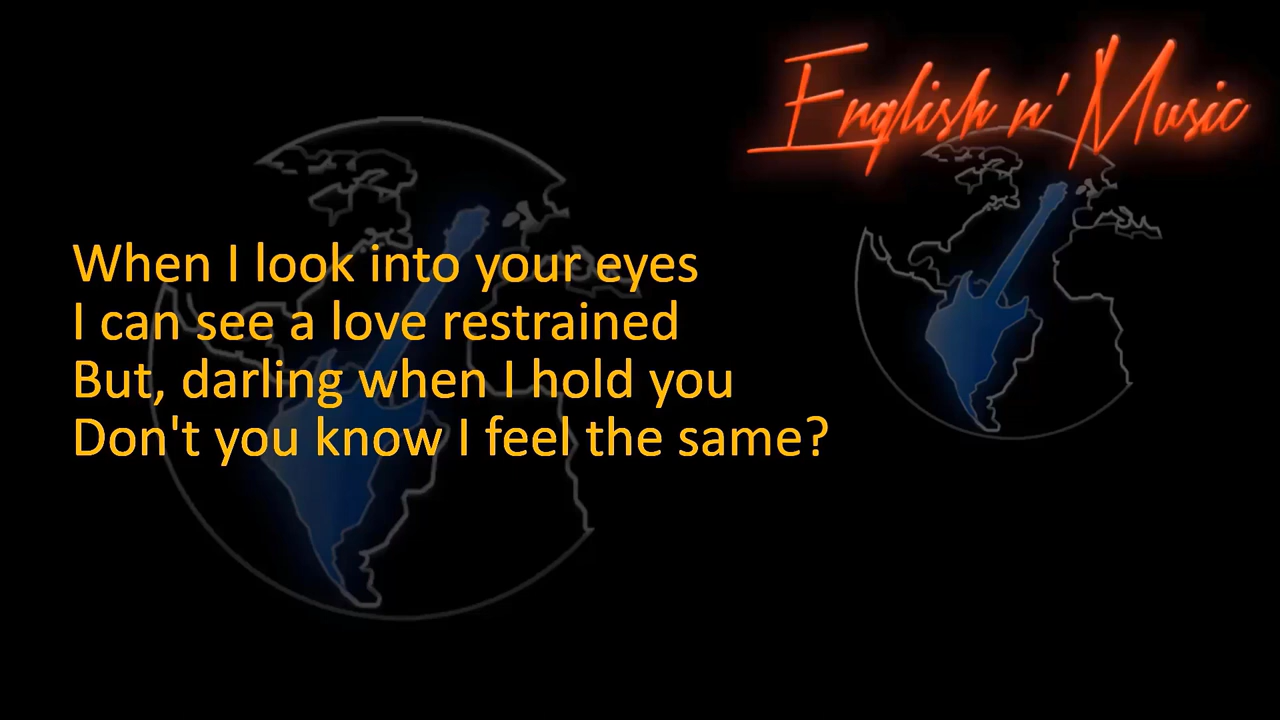 English n' Music
When I look into your eyes
I can see a love restrained
But, darling when I hold you
Don't you know I feel the same?